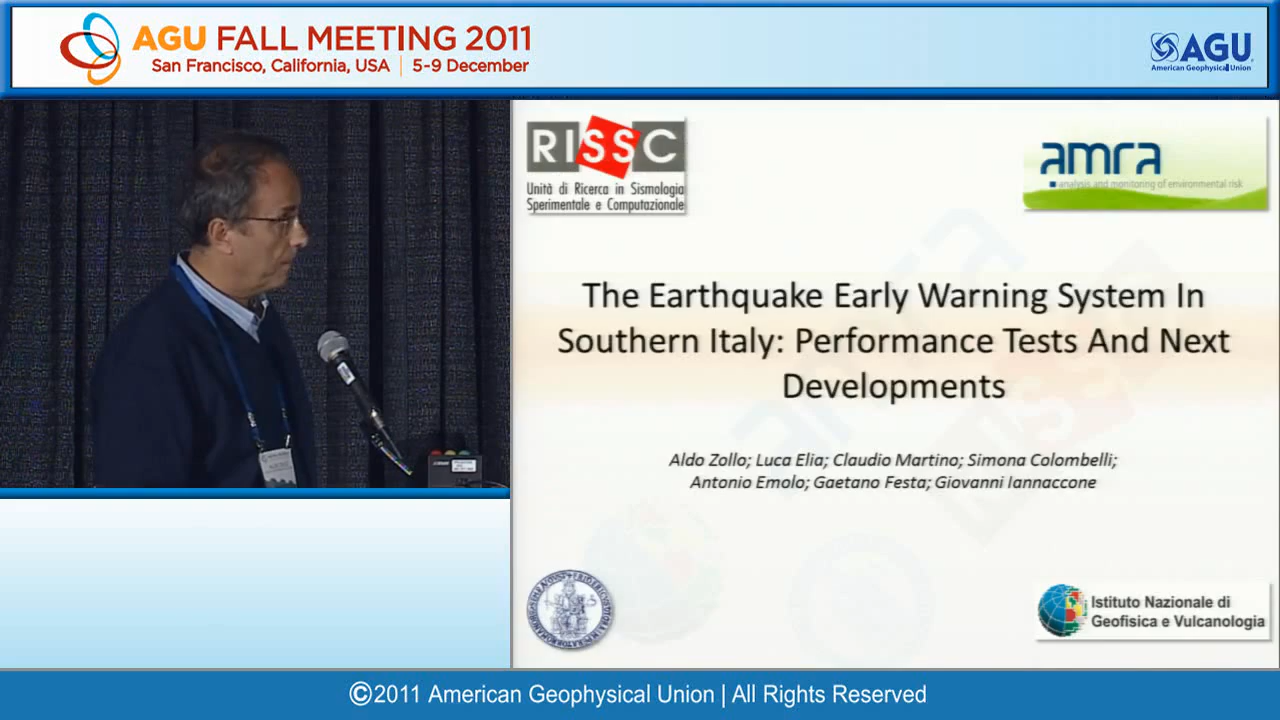 AGU FALL MEETING 2011
San Francisco, California, USA | 5-9 December
AGU
American Geophysical Union
RISSC
Unità di Ricerca in Sismologia
Sperimentale e Computazionale
amra
analysis and monitoring of environmental risk
The Earthquake Early Warning System In
Southern Italy: Performance Tests And Next
Developments
Aldo Zollo; Luca Elia; Claudio Martino; Simona Colombelli;
Antonio Emolo; Gaetano Festa; Giovanni Iannaccone
Istituto Nazionale di
Geofisica e Vulcanologia
©2011 American Geophysical Union | All Rights Reserved